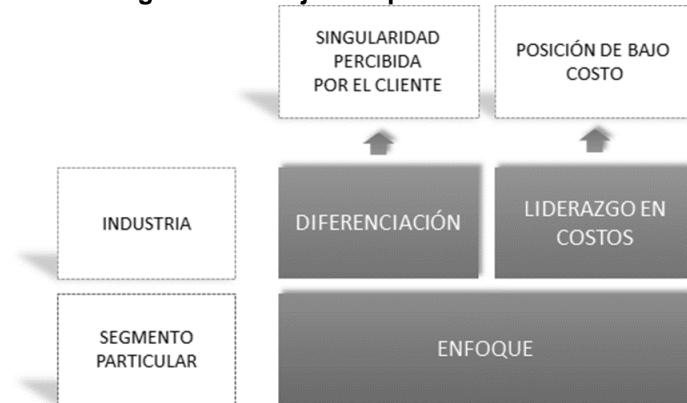 SINGULARIDAD
PERCIBIDA
POR EL CLIENTE
POSICIÓN DE BAJO
COSTO
INDUSTRIA
DIFERENCIACIÓN
LIDERAZGO EN
COSTOS
SEGMENTO
PARTICULAR
ENFOQUE